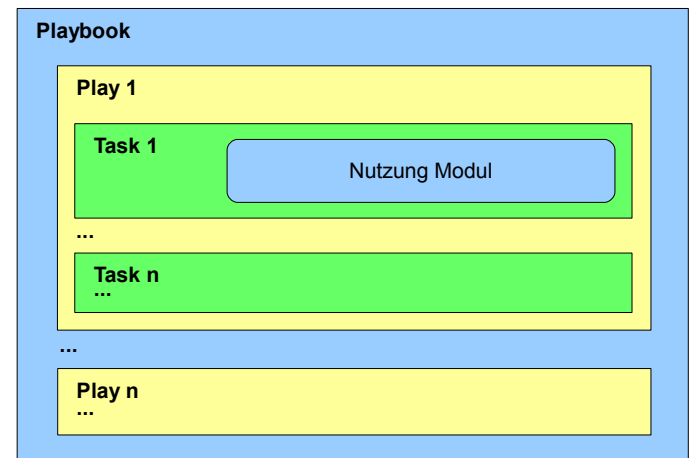 Playbook
Play 1
Task 1
Nutzung Modul
...
Task n
...
...
Play n
...